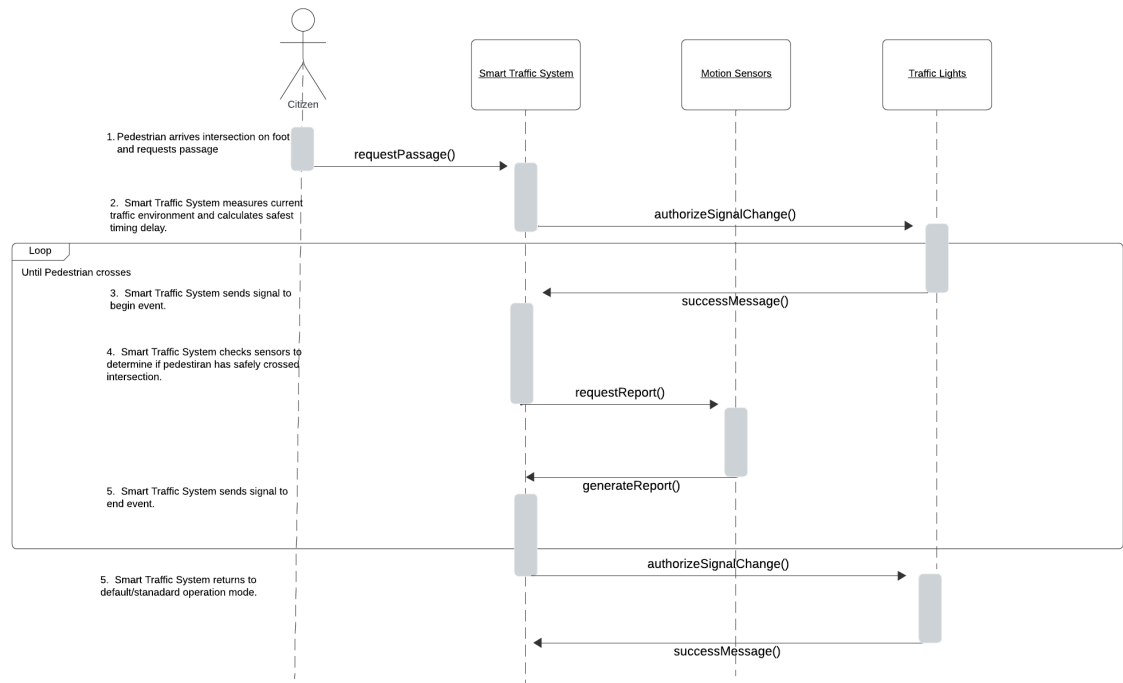 Citizen
Smart Traffic System
Motion Sensors
Traffic Lights
1. Pedestrian arrives intersection on foot
and requests passage
requestPassage()
2. Smart Traffic System measures current
traffic environment and calculates safest
timing delay.
authorizeSignalChange()
Loop
Until Pedestrian crosses
3. Smart Traffic System sends signal to
begin event.
successMessage()
4. Smart Traffic System checks sensors to
determine if pedestiran has safely crossed
intersection.
requestReport()
generateReport()
5. Smart Traffic System sends signal to
end event.
authorizeSignalChange()
5. Smart Traffic System returns to
default/stanadard operation mode.
successMessage()